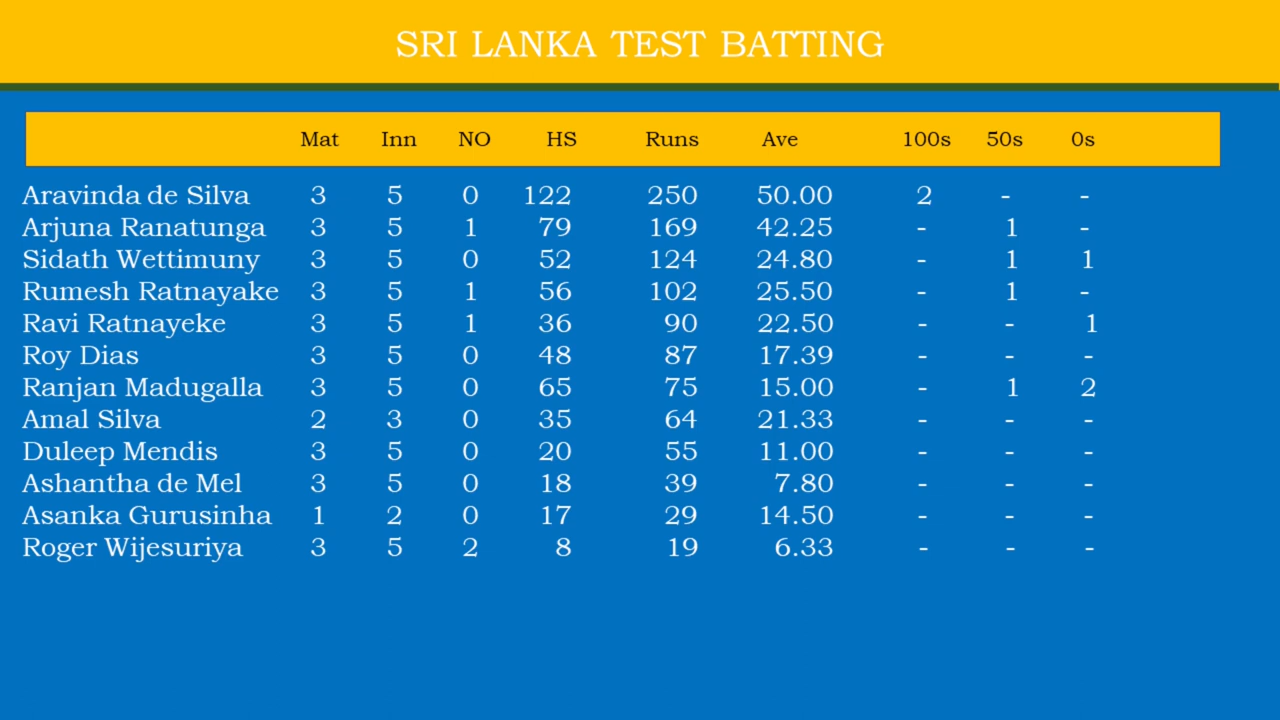 SRI LANKA TEST BATTING
Mat Inn NO HS Runs Ave 100s 50s 0s
Aravinda de Silva 3 5 0 122 250 50.00 2 - -
Arjuna Ranatunga 3 5 1 79 169 42.25 - 1 -
Sidath Wettimuny 3 5 0 52 124 24.80 - 1 1
Rumesh Ratnayake 3 5 1 56 102 25.50 - 1 -
Ravi Ratnayeke 3 5 1 36 90 22.50 - - 1
Roy Dias 3 5 0 48 87 17.39 - - -
Ranjan Madugalla 3 5 0 65 75 15.00 - 1 2
Amal Silva 2 3 0 35 64 21.33 - - -
Duleep Mendis 3 5 0 20 55 11.00 - - -
Ashantha de Mel 3 5 0 18 39 7.80 - - -
Asanka Gurusinha 1 2 0 17 29 14.50 - - -
Roger Wijesuriya 3 5 2 8 19 6.33 - - -